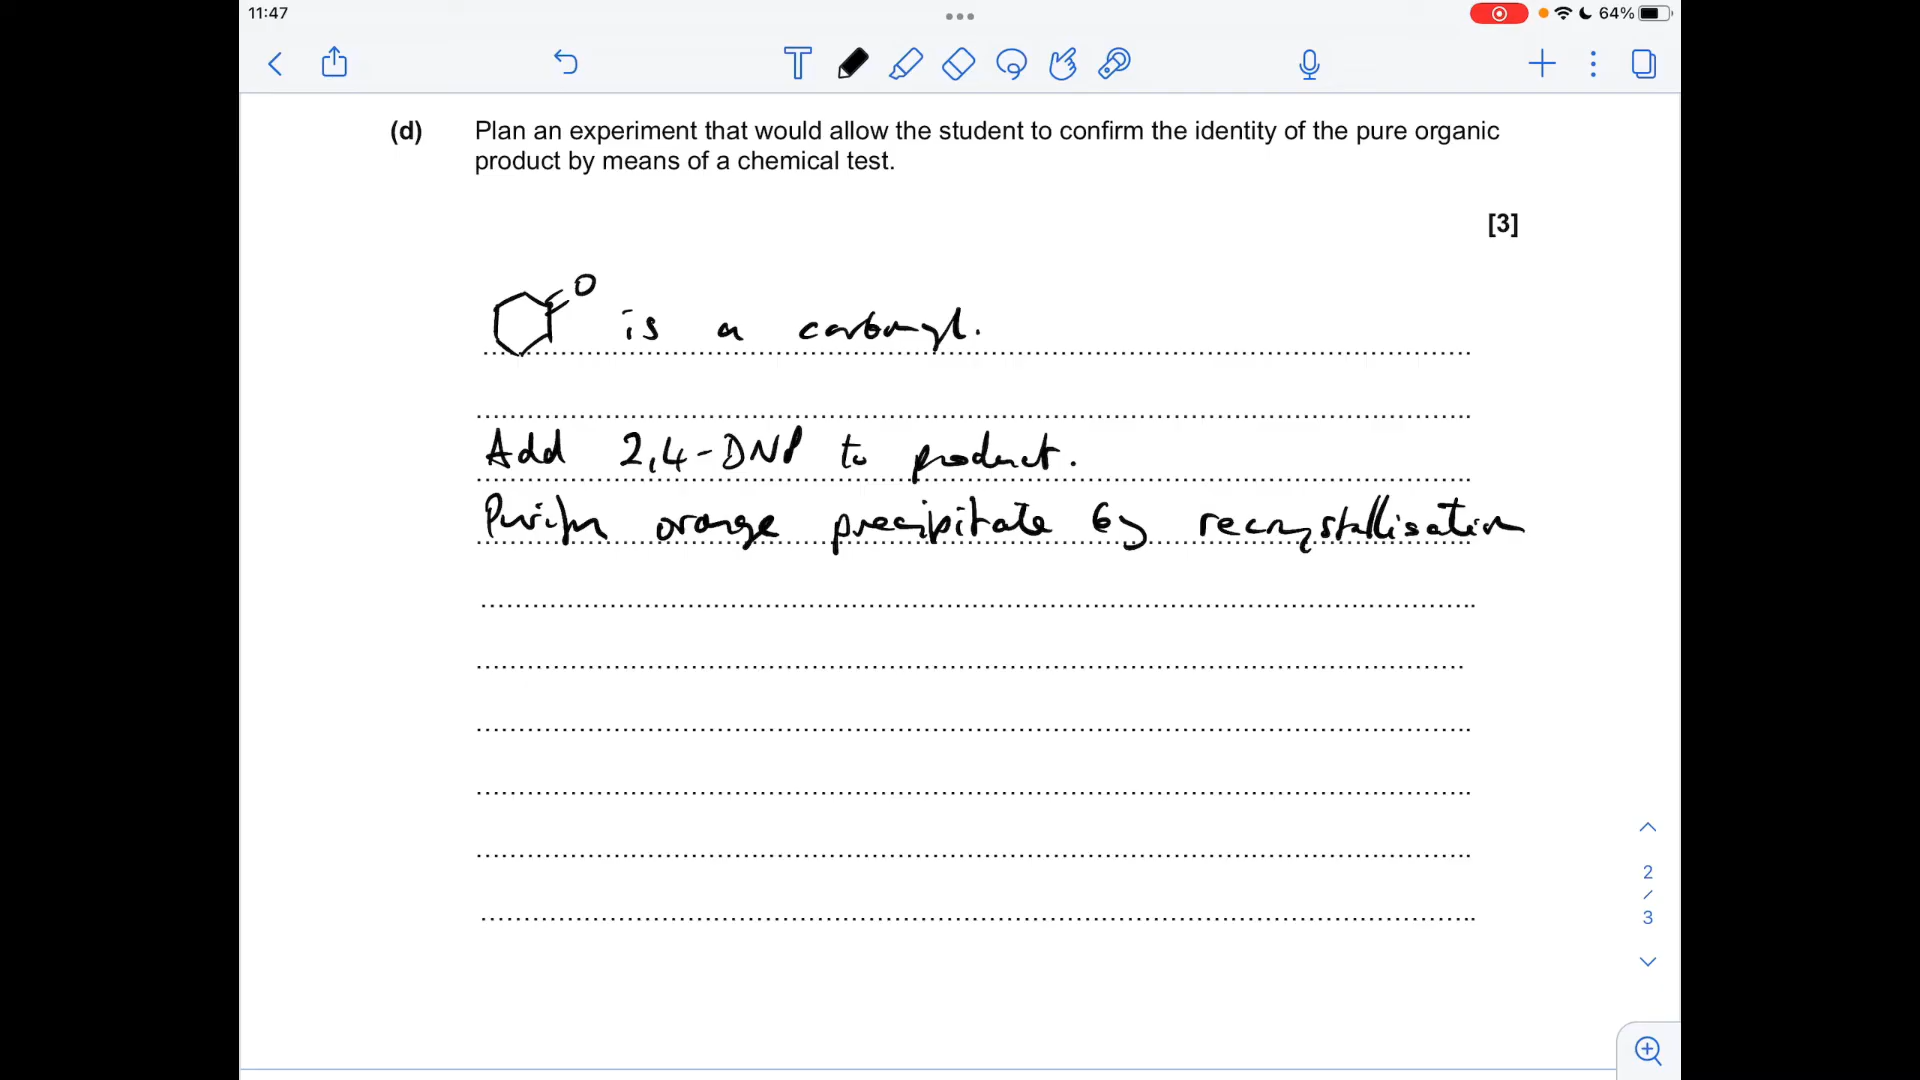 11:47
64%
(d) Plan an experiment that would allow the student to confirm the identity of the pure organic
product by means of a chemical test.
[3]
O is a carbonyl.
Add 2,4-DNP to product.
Purify orange precipitate by recrystallisation
2
/
3